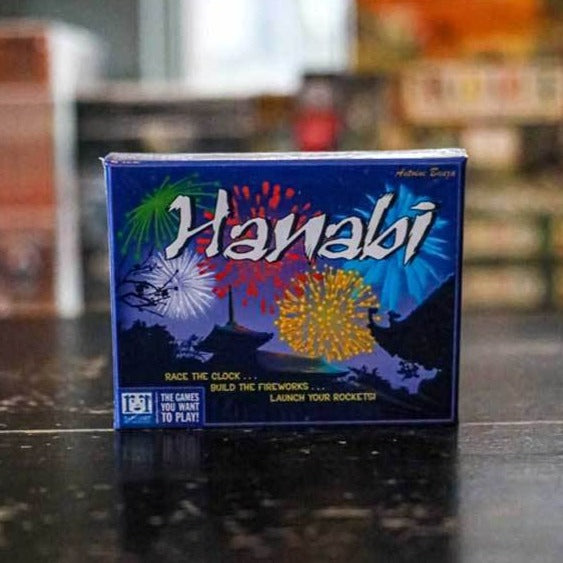 Antoine Bauza
Hanabi
RACE THE CLOCK . . .
BUILD THE FIREWORKS . . .
LAUNCH YOUR ROCKETS!
THE GAMES
YOU WANT
TO PLAY!